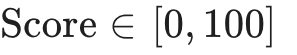 Score ∈ [0, 100]